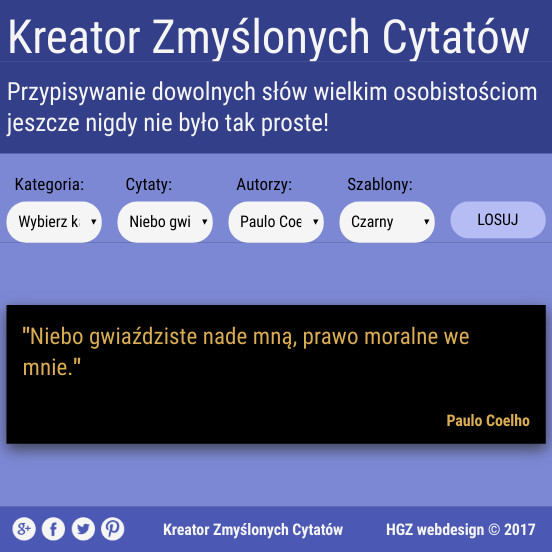 Kreator Zmyślonych Cytatów
Przypisywanie dowolnych słów wielkim osobistościom
jeszcze nigdy nie było tak proste!
Kategoria: Cytaty: Autorzy: Szablony:
Wybierz k Niebo gwi Paulo Coe Czarny LOSUJ
"Niebo gwiaździste nade mną, prawo moralne we
mnie."
Paulo Coelho
g+ f Kreator Zmyślonych Cytatów HGZ webdesign © 2017